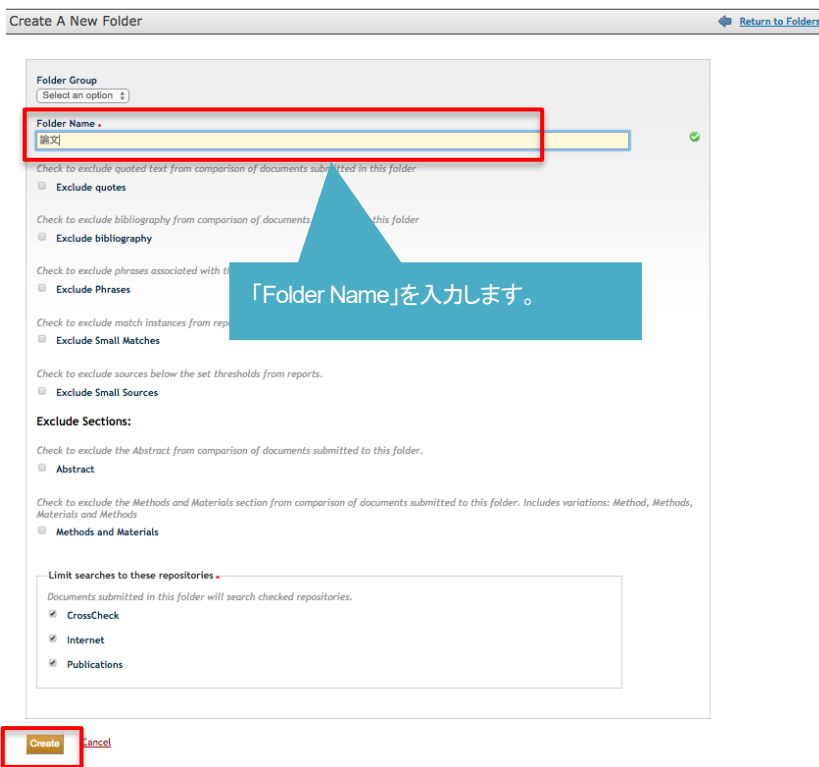 Create A New Folder
Return to Folders
Folder Group
Select an option
Folder Name
論文
Check to exclude quoted text from comparison of documents submitted in this folder
Exclude quotes
Check to exclude bibliography from comparison of documents this folder
Exclude bibliography
Check to exclude phrases associated with
Exclude Phrases
「Folder Name」を入力します。
Check to exclude match instances from
Exclude Small Matches
Check to exclude sources below the set thresholds from reports.
Exclude Small Sources
Exclude Sections:
Check to exclude the Abstract from comparison of documents submitted to this folder.
Abstract
Check to exclude the Methods and Materials section from comparison of documents submitted to this folder. Includes variations: Method, Methods,
Materials and Methods
Methods and Materials
Limit searches to these repositories
Documents submitted in this folder will search checked repositories.
CrossCheck
Internet
Publications
Create
Cancel